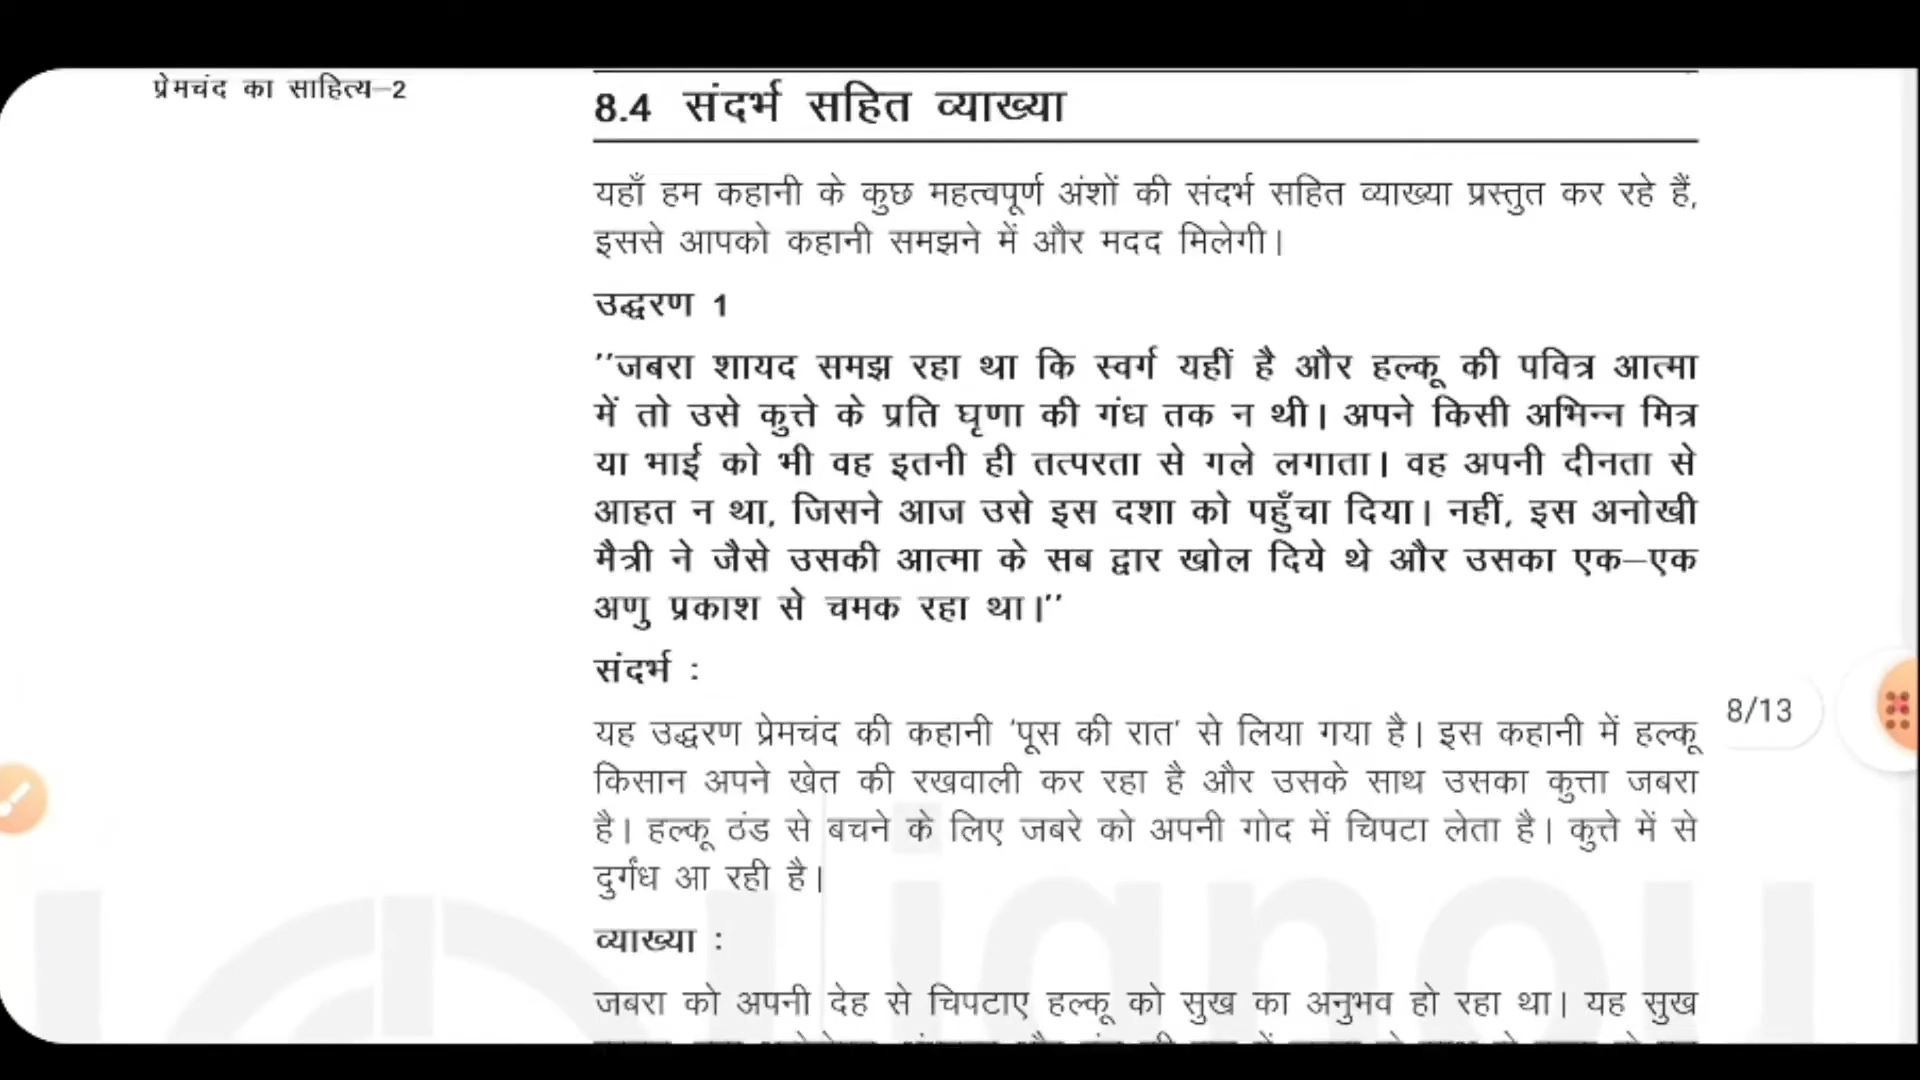 प्रेमचंद का साहित्य–2
8.4 संदर्भ सहित व्याख्या
यहाँ हम कहानी के कुछ महत्वपूर्ण अंशों की संदर्भ सहित व्याख्या प्रस्तुत कर रहे हैं,
इससे आपको कहानी समझने में और मदद मिलेगी।
उद्धरण 1
''जबरा शायद समझ रहा था कि स्वर्ग यहीं है और हल्कू की पवित्र आत्मा
में तो उसे कुत्ते के प्रति घृणा की गंध तक न थी। अपने किसी अभिन्न मित्र
या भाई को भी वह इतनी ही तत्परता से गले लगाता। वह अपनी दीनता से
आहत न था, जिसने आज उसे इस दशा को पहुँचा दिया। नहीं, इस अनोखी
मैत्री ने जैसे उसकी आत्मा के सब द्वार खोल दिये थे और उसका एक–एक
अणु प्रकाश से चमक रहा था।''
संदर्भ :
यह उद्धरण प्रेमचंद की कहानी 'पूस की रात' से लिया गया है। इस कहानी में हल्कू
8/13
किसान अपने खेत की रखवाली कर रहा है और उसके साथ उसका कुत्ता जबरा
है। हल्कू ठंड से बचने के लिए जबरे को अपनी गोद में चिपटा लेता है। कुत्ते में से
दुर्गंध आ रही है।
ignou
व्याख्या :
जबरा को अपनी देह से चिपटाए हल्कू को सुख का अनुभव हो रहा था। यह सुख